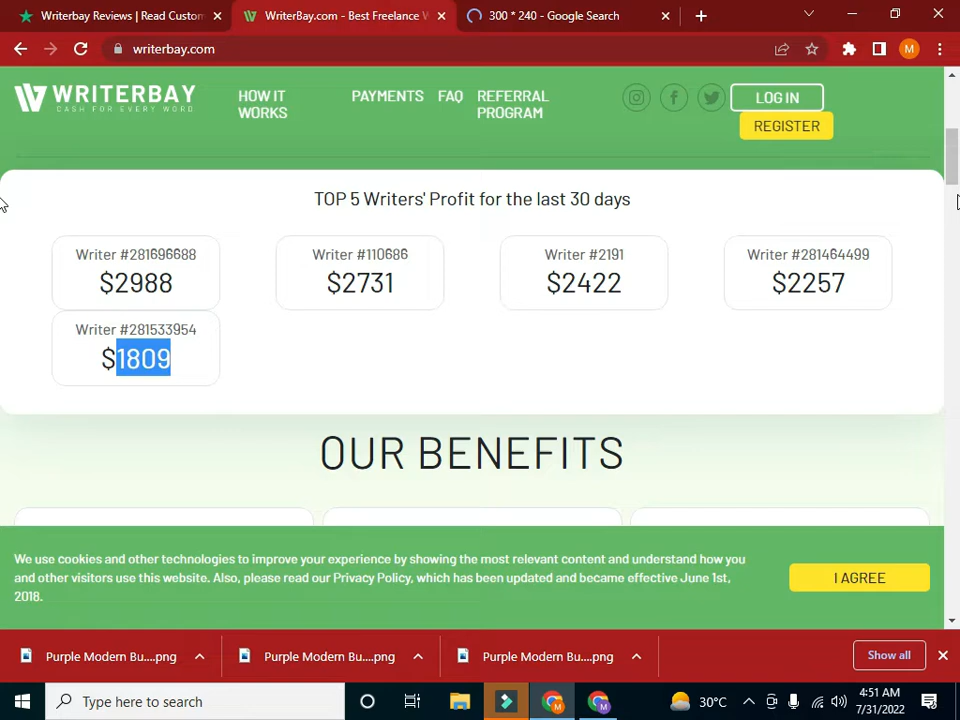 Writerbay Reviews | Read Custom
WriterBay.com - Best Freelance W
300 * 240 - Google Search
writerbay.com
M
WRITERBAY
CASH FOR EVERY WORD
HOW IT
WORKS
PAYMENTS
FAQ
REFERRAL
PROGRAM
LOG IN
REGISTER
TOP 5 Writers' Profit for the last 30 days
Writer #281696688
$2988
Writer #110686
$2731
Writer #2191
$2422
Writer #281464499
$2257
Writer #281533954
$1809
OUR BENEFITS
We use cookies and other technologies to improve your experience by showing the most relevant content and understand how you
and other visitors use this website. Also, please read our Privacy Policy, which has been updated and became effective June 1st,
2018.
I AGREE
Purple Modern Bu....png
Purple Modern Bu....png
Purple Modern Bu....png
Show all
Type here to search
30°C
4:51 AM
7/31/2022